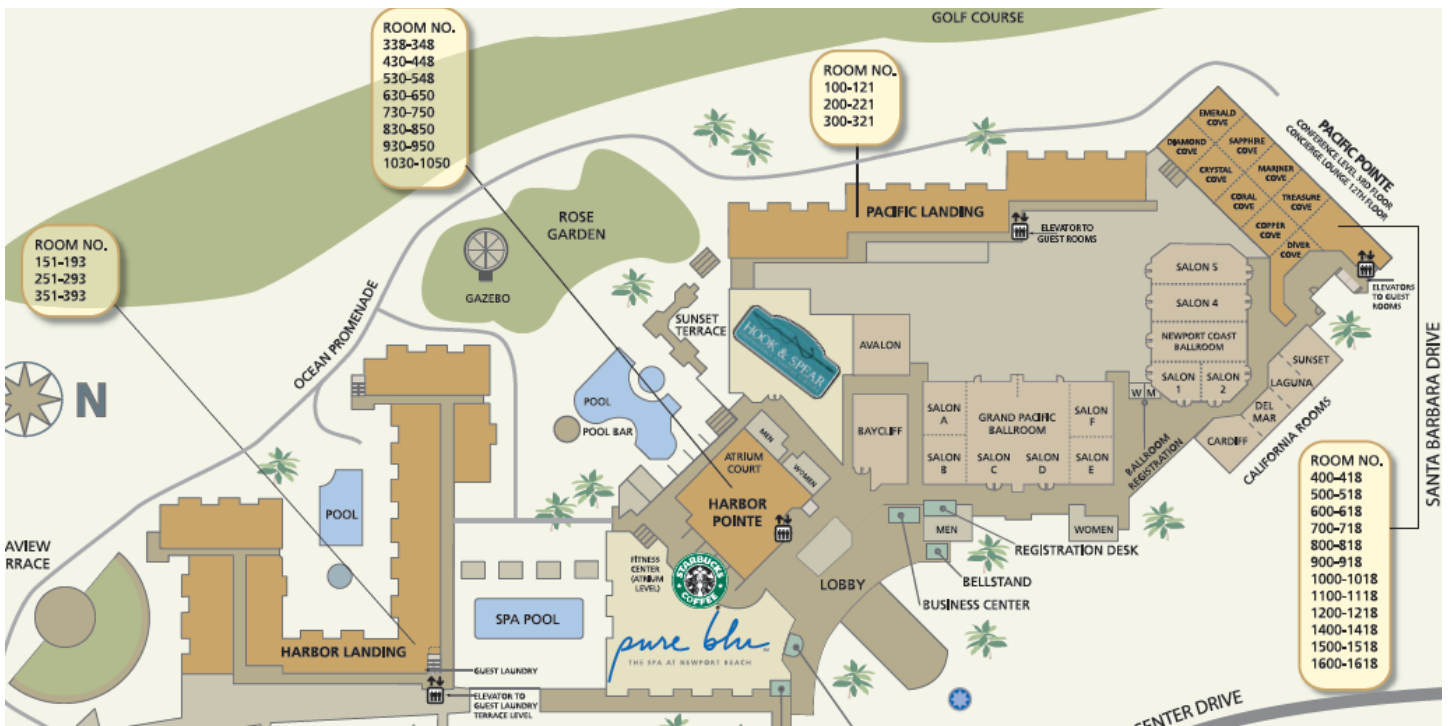 GOLF COURSE
ROOM NO.
338-348
430-448
530-548
630-650
730-750
830-850
930-950
1030-1050
ROOM NO.
100-121
200-221
300-321
EMERALD
COVE
DIAMOND
COVE
SAPPHIRE
COVE
CRYSTAL
COVE
MARINER
COVE
CORAL
COVE
TREASURE
COVE
COPPER
COVE
DIVER
COVE
PACIFIC POINTE
CONFERENCE LEVEL 3RD FLOOR
CONCIERGE LOUNGE 12TH FLOOR
ROSE
GARDEN
GAZEBO
PACIFIC LANDING
ELEVATOR TO
GUEST ROOMS
ROOM NO.
151-193
251-293
351-393
OCEAN PROMENADE
SUNSET
TERRACE
HOOK & SPEAR
AVALON
SALON 5
SALON 4
NEWPORT COAST
BALLROOM
SALON
1
SALON
2
ELEVATORS
TO GUEST
ROOMS
SUNSET
LAGUNA
DEL
MAR
CARDIFF
CALIFORNIA ROOMS
SANTA BARBARA DRIVE
N
POOL
POOL BAR
BAYCLIFF
SALON
A
GRAND PACIFIC
BALLROOM
SALON
F
SALON
B
SALON
C
SALON
D
SALON
E
W M
BALLROOM
REGISTRATION
MEN
ATRIUM
COURT
WOMEN
HARBOR
POINTE
ROOM NO.
400-418
500-518
600-618
700-718
800-818
900-918
1000-1018
1100-1118
1200-1218
1400-1418
1500-1518
1600-1618
POOL
AVIEW
RRACE
MEN
WOMEN
REGISTRATION DESK
BELLSTAND
BUSINESS CENTER
LOBBY
FITNESS
CENTER
(ATRIUM
LEVEL)
STARBUCKS
COFFEE
SPA POOL
pure blu
THE SPA AT NEWPORT BEACH
HARBOR LANDING
GUEST LAUNDRY
ELEVATOR TO
GUEST LAUNDRY
TERRACE LEVEL
CENTER DRIVE